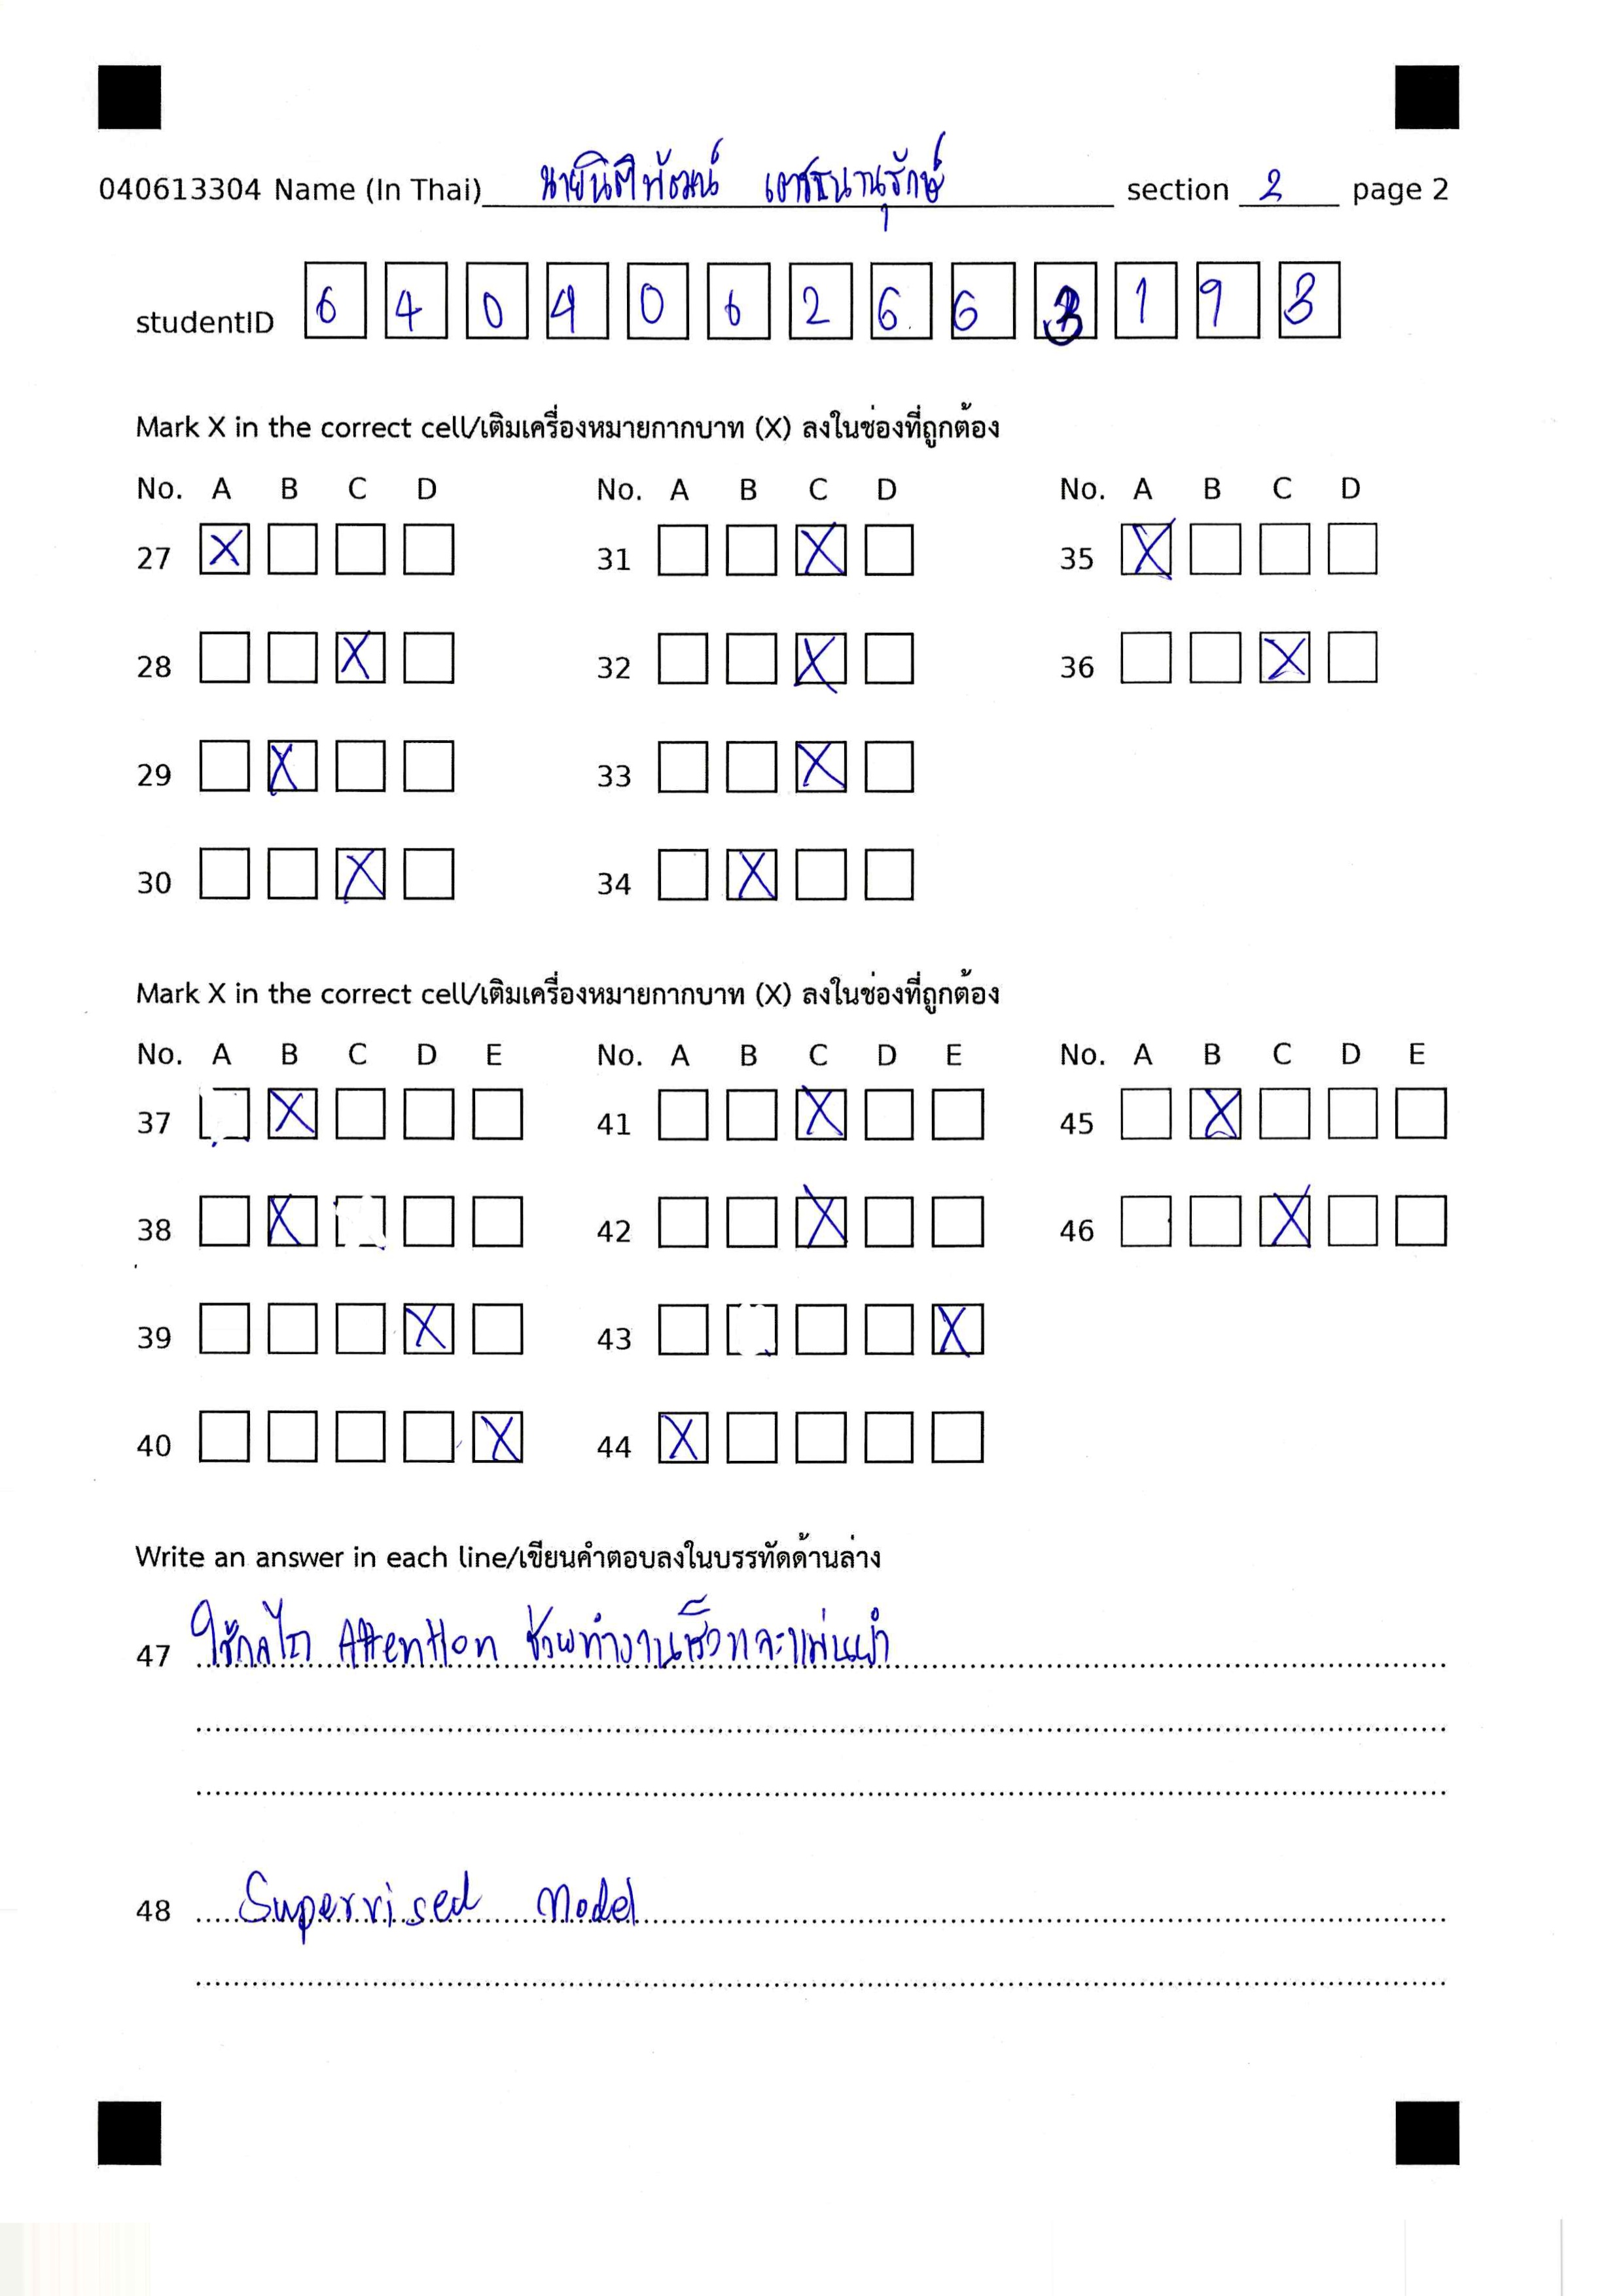 040613304 Name (In Thai) นายนิติพัฒน์ เตชธนานุรักษ์ section 2 page 2
studentID 6 4 0 4 0 6 2 6 6 3 1 9 3
Mark X in the correct cell/เติมเครื่องหมายกากบาท (X) ลงในช่องที่ถูกต้อง
No. A B C D No. A B C D No. A B C D
27 X 31 X 35 X
28 X 32 X 36 X
29 X 33 X
30 X 34 X
Mark X in the correct cell/เติมเครื่องหมายกากบาท (X) ลงในช่องที่ถูกต้อง
No. A B C D E No. A B C D E No. A B C D E
37 X 41 X 45 X
38 X 42 X 46 X
39 X 43 X
40 X 44 X
Write an answer in each line/เขียนคำตอบลงในบรรทัดด้านล่าง
47 ใช้กลไก Attention ช่วยทำงานเร็วและแม่นยำ
48 Supervised Model